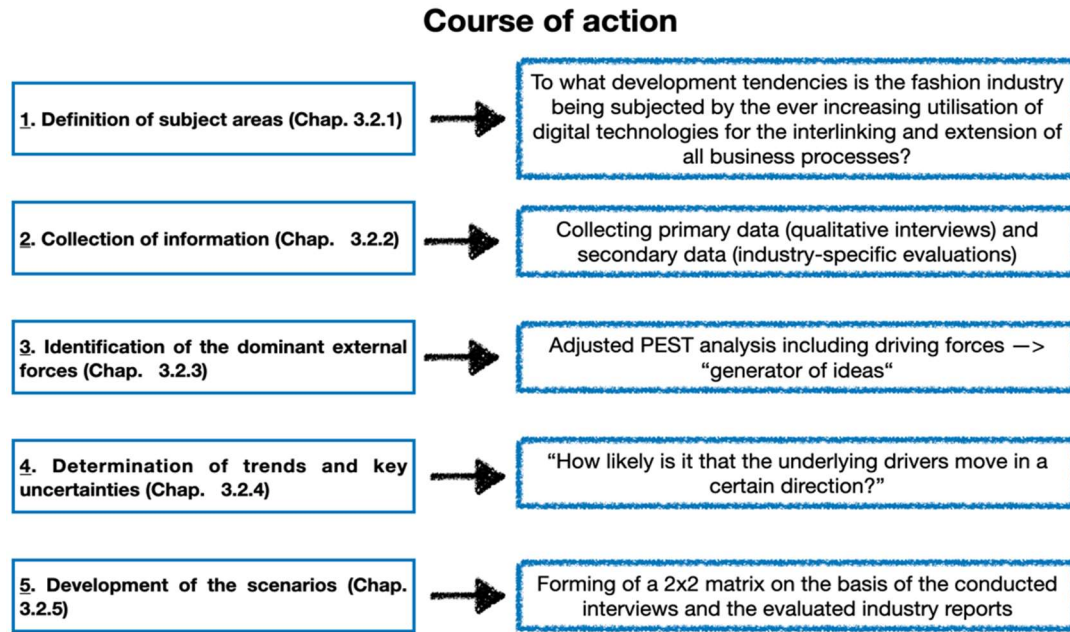 Course of action
1. Definition of subject areas (Chap. 3.2.1)
To what development tendencies is the fashion industry
being subjected by the ever increasing utilisation of
digital technologies for the interlinking and extension of
all business processes?
2. Collection of information (Chap. 3.2.2)
Collecting primary data (qualitative interviews) and
secondary data (industry-specific evaluations)
3. Identification of the dominant external
forces (Chap. 3.2.3)
Adjusted PEST analysis including driving forces —>
“generator of ideas“
4. Determination of trends and key
uncertainties (Chap. 3.2.4)
“How likely is it that the underlying drivers move in a
certain direction?”
5. Development of the scenarios (Chap.
3.2.5)
Forming of a 2x2 matrix on the basis of the conducted
interviews and the evaluated industry reports